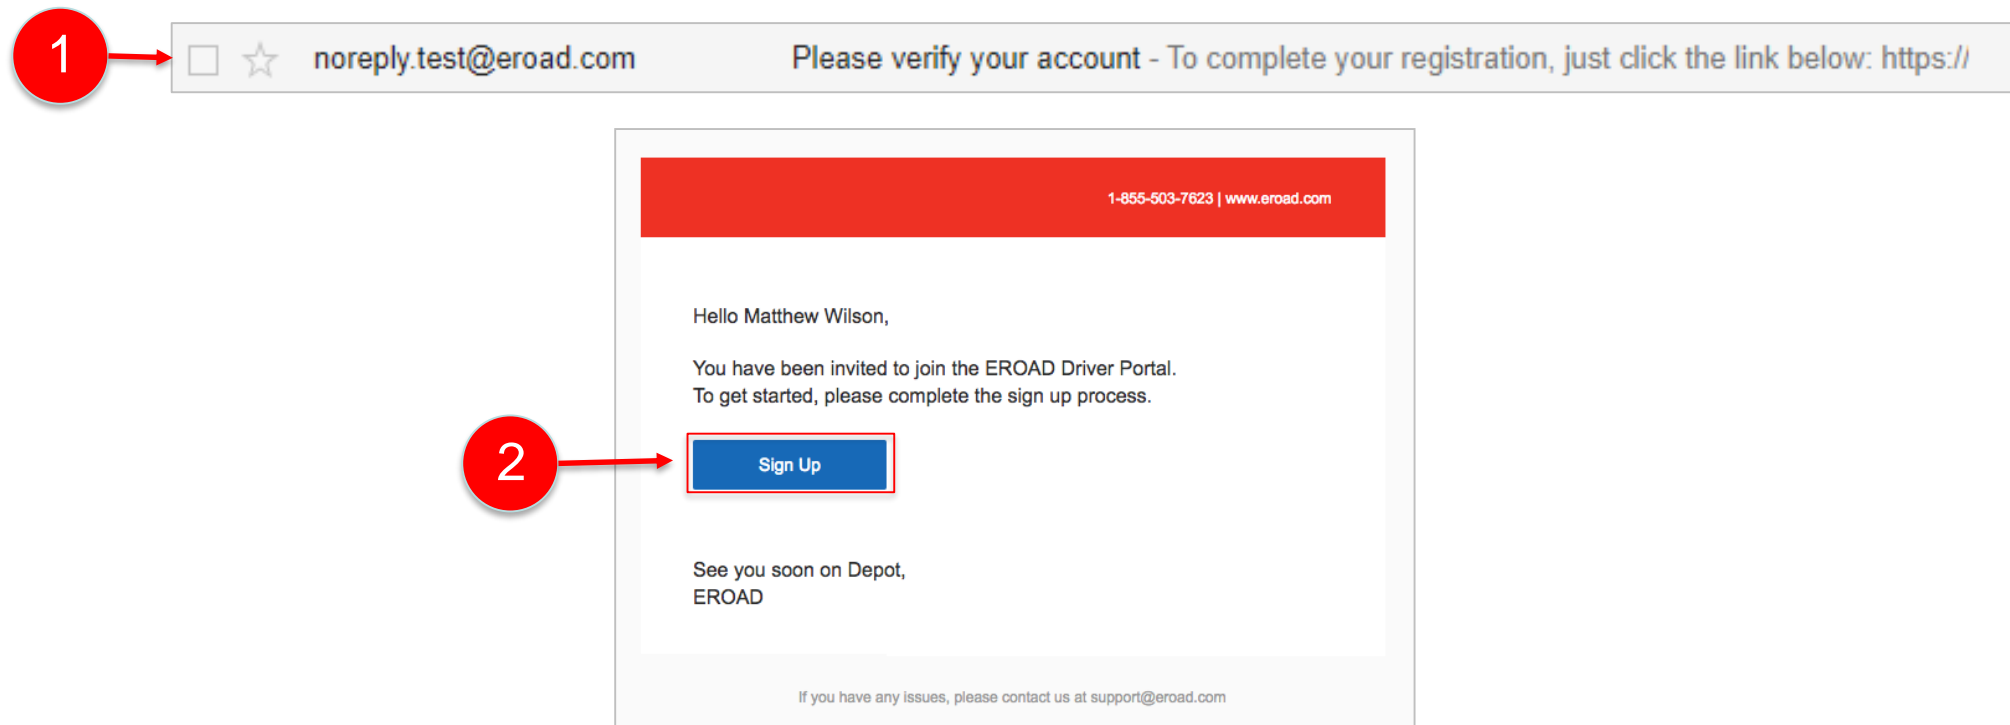 1
noreply.test@eroad.com Please verify your account - To complete your registration, just click the link below: https://
1-855-503-7623 | www.eroad.com
Hello Matthew Wilson,
You have been invited to join the EROAD Driver Portal.
To get started, please complete the sign up process.
2
Sign Up
See you soon on Depot,
EROAD
If you have any issues, please contact us at support@eroad.com